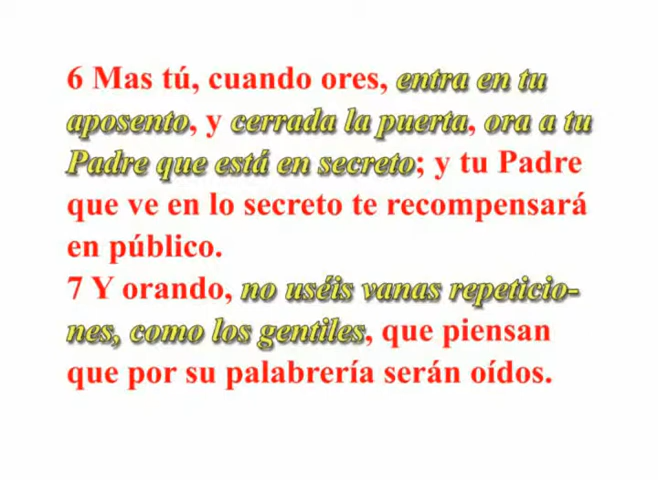 6 Mas tú, cuando ores, entra en tu
aposento, y cerrada la puerta, ora a tu
Padre que está en secreto; y tu Padre
que ve en lo secreto te recompensará
en público.
7 Y orando, no uséis vanas repeticio-
nes, como los gentiles, que piensan
que por su palabrería serán oídos.